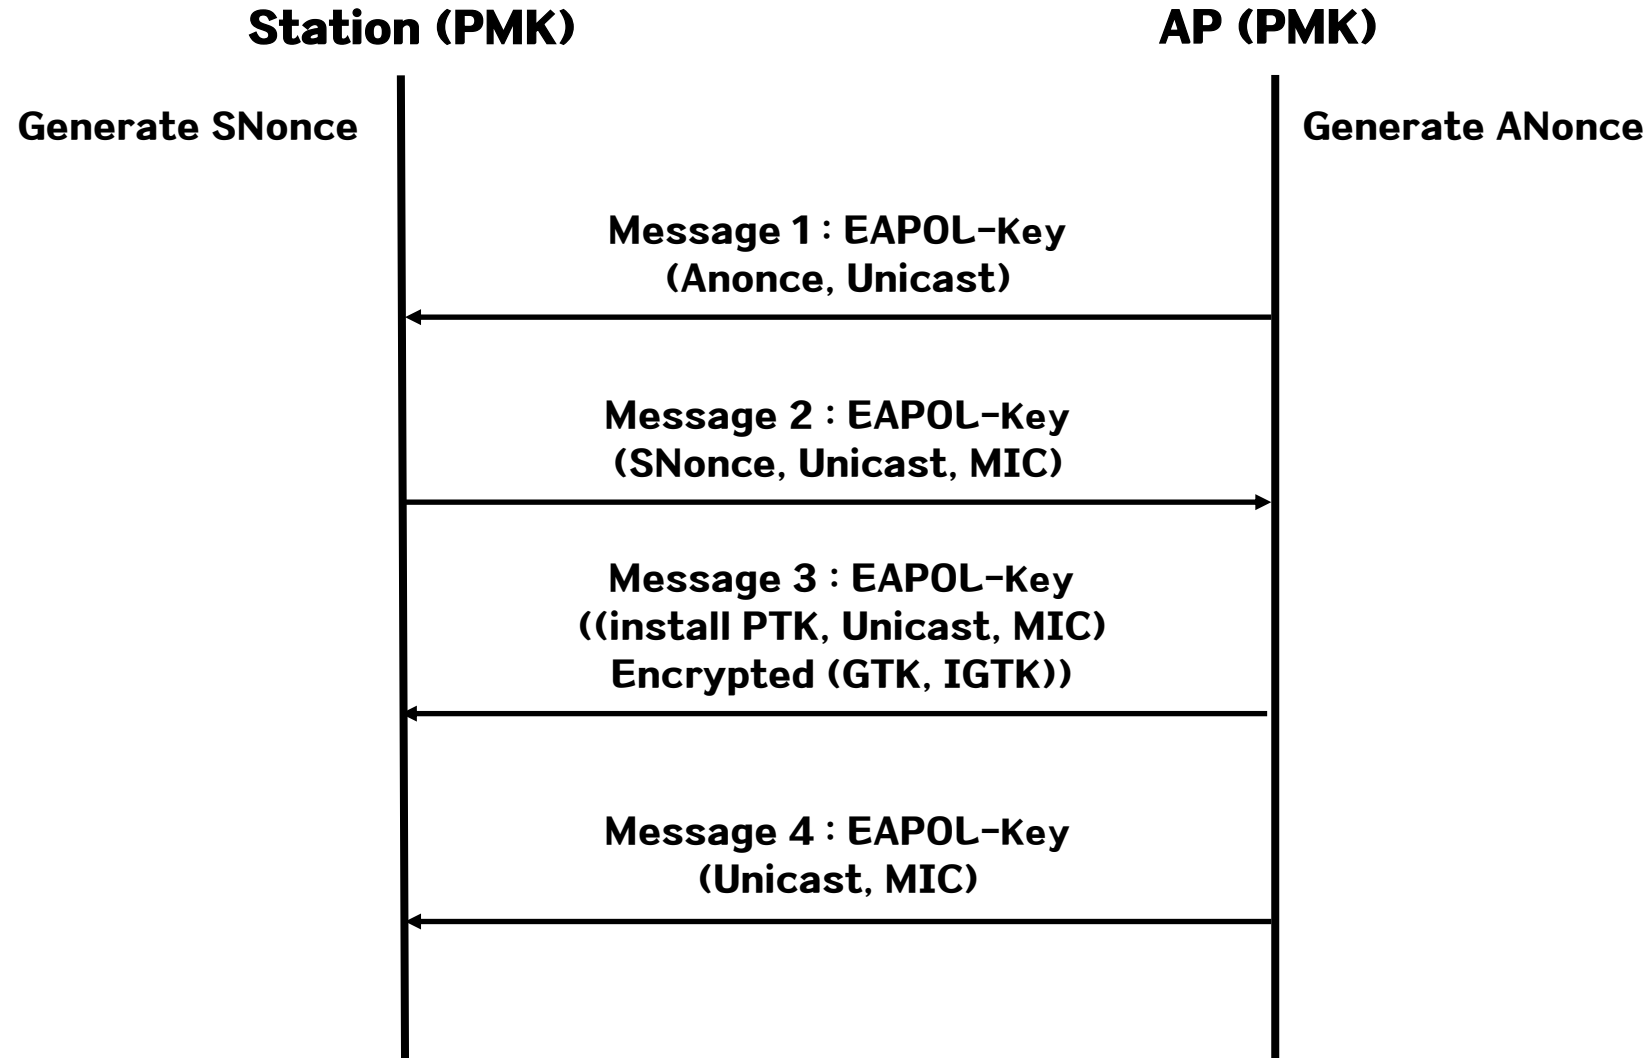 Station (PMK)
AP (PMK)
Generate SNonce
Generate ANonce
Message 1 : EAPOL-Key
(Anonce, Unicast)
Message 2 : EAPOL-Key
(SNonce, Unicast, MIC)
Message 3 : EAPOL-Key
((install PTK, Unicast, MIC)
Encrypted (GTK, IGTK))
Message 4 : EAPOL-Key
(Unicast, MIC)